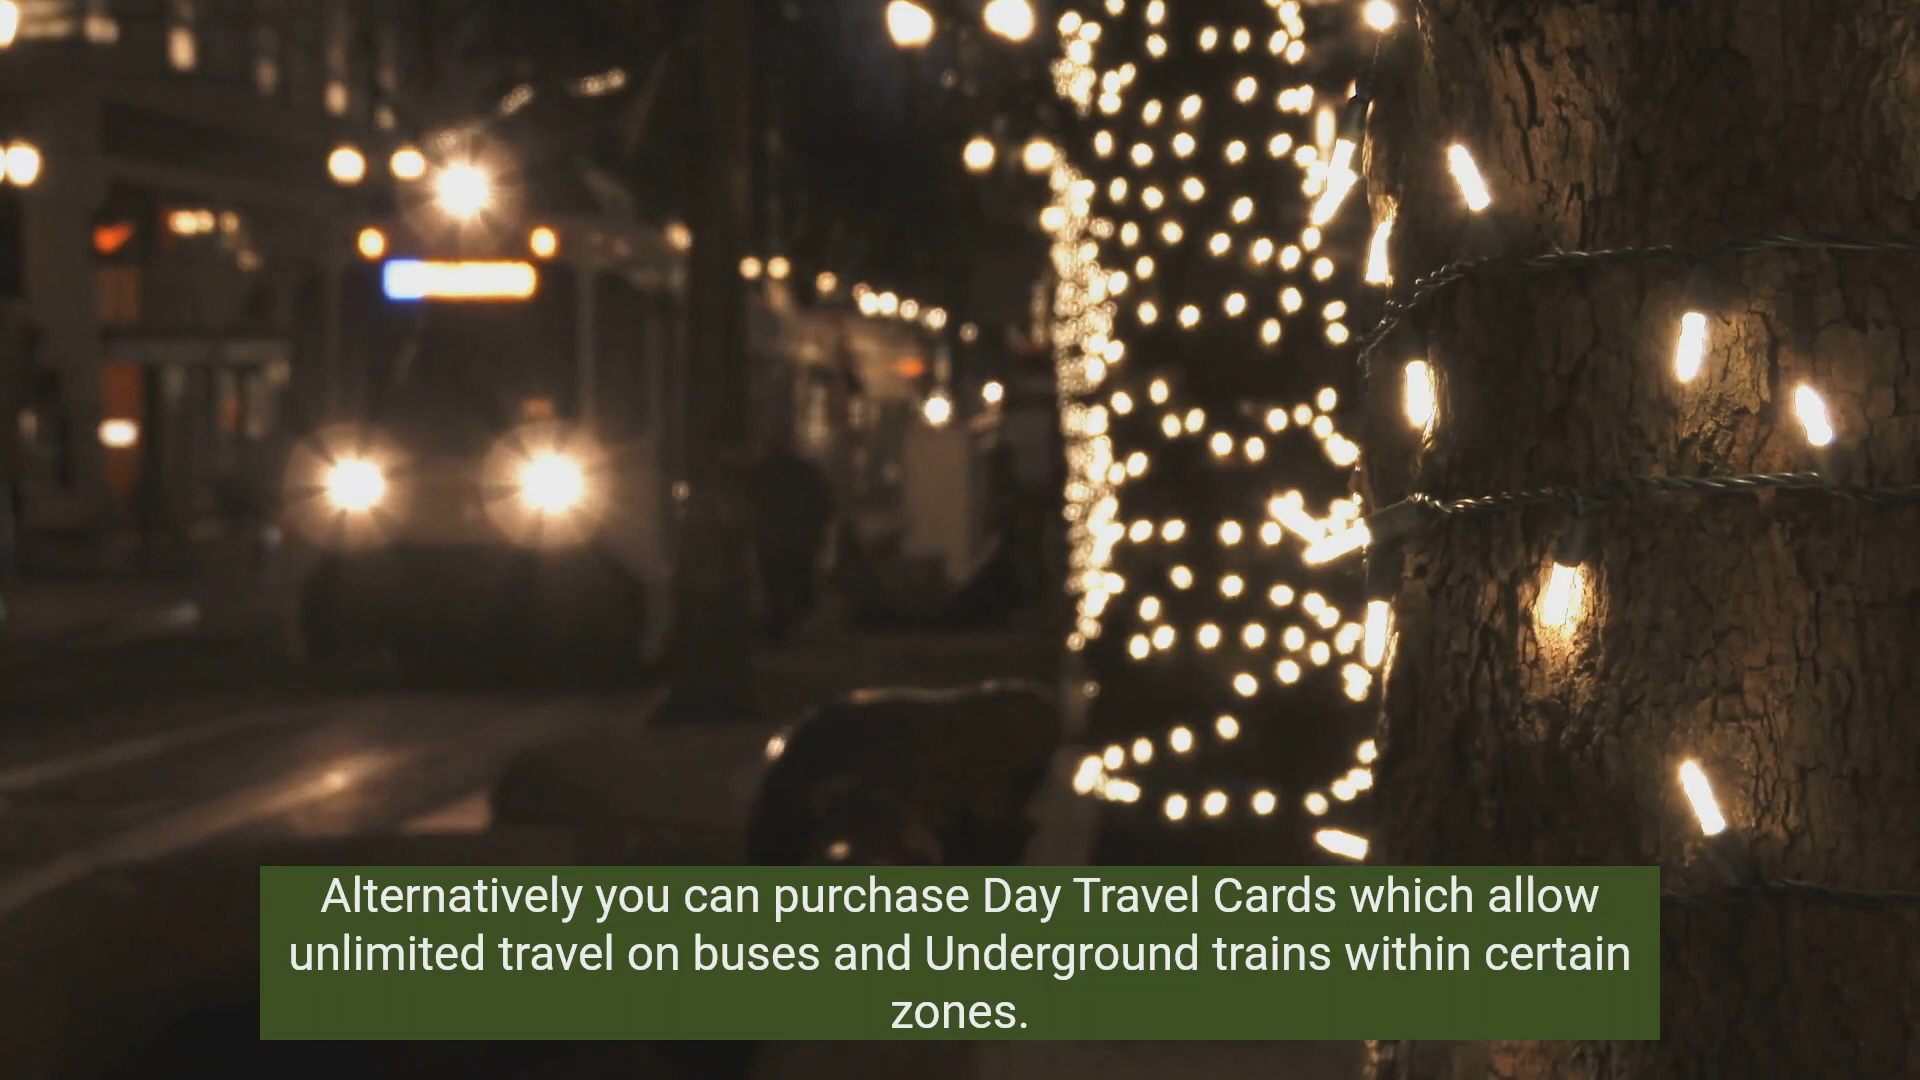 Alternatively you can purchase Day Travel Cards which allow
unlimited travel on buses and Underground trains within certain
zones.